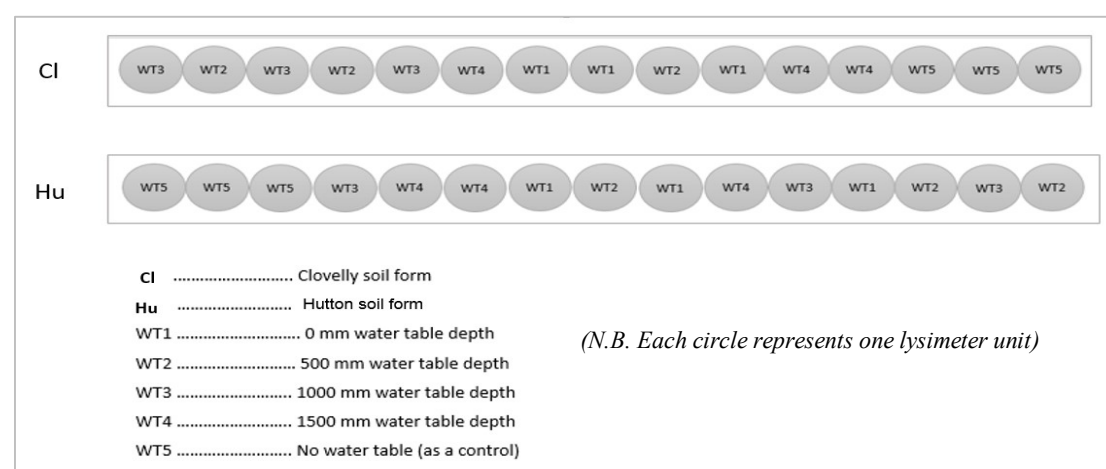 Cl WT3 WT2 WT3 WT2 WT3 WT4 WT1 WT1 WT2 WT1 WT4 WT4 WT5 WT5 WT5
Hu WT5 WT5 WT5 WT3 WT4 WT4 WT1 WT2 WT1 WT4 WT3 WT1 WT2 WT3 WT2
Cl ........................... Clovelly soil form
Hu .......................... Hutton soil form
WT1 ............................ 0 mm water table depth
WT2 ........................... 500 mm water table depth
(N.B. Each circle represents one lysimeter unit)
WT3 .......................... 1000 mm water table depth
WT4 .......................... 1500 mm water table depth
WT5 .......................... No water table (as a control)